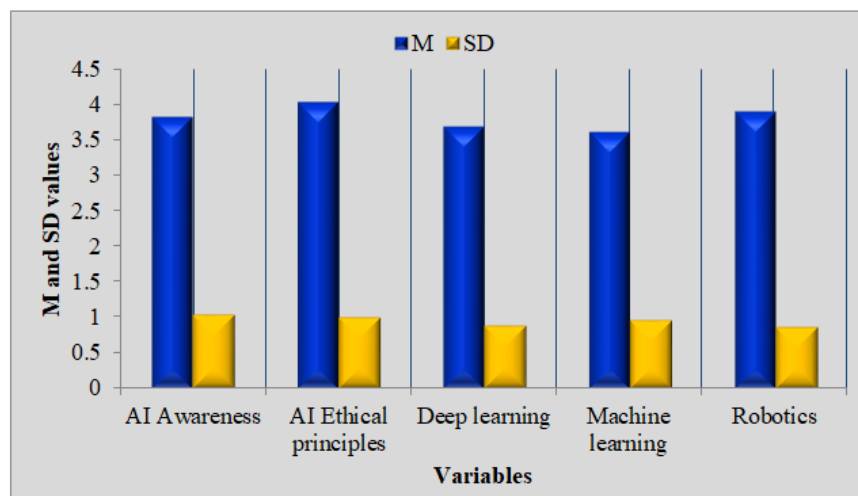 M SD
4.5
4
3.5
3
2.5
2
1.5
1
0.5
0
M and SD values
AI Awareness
AI Ethical
principles
Deep learning
Machine
learning
Robotics
Variables